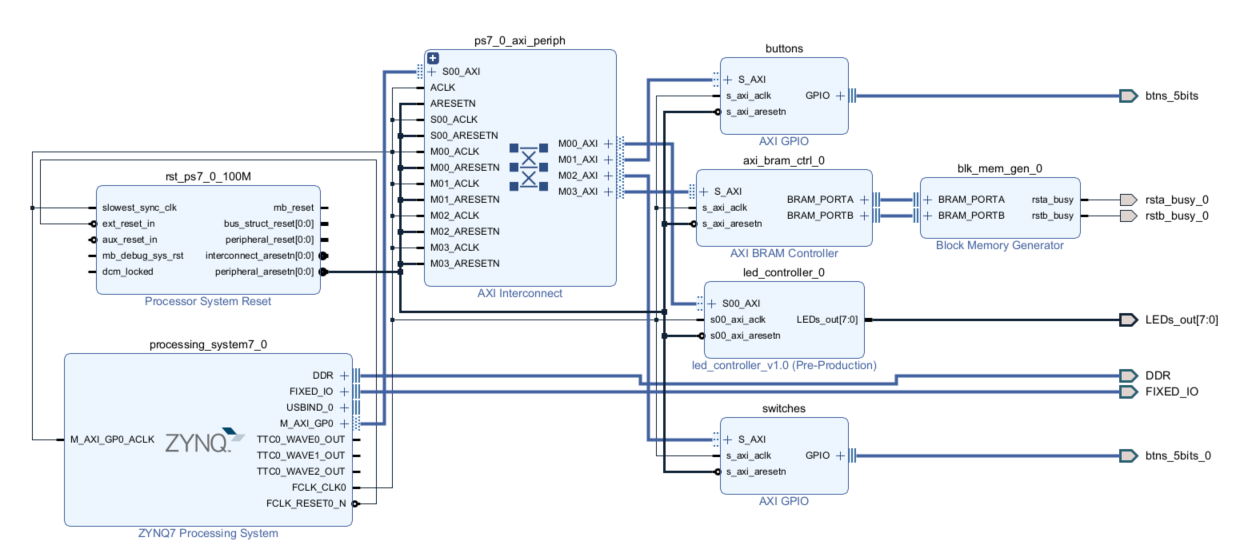 ps7_0_axi_periph
S00_AXI
ACLK
ARESETN
S00_ACLK
S00_ARESETN
M00_ACLK
M00_ARESETN
M01_ACLK
M01_ARESETN
M02_ACLK
M02_ARESETN
M03_ACLK
M03_ARESETN
M00_AXI
M01_AXI
M02_AXI
M03_AXI
AXI Interconnect
buttons
S_AXI
s_axi_aclk
s_axi_aresetn
GPIO
AXI GPIO
btns_5bits
axi_bram_ctrl_0
S_AXI
s_axi_aclk
s_axi_aresetn
BRAM_PORTA
BRAM_PORTB
AXI BRAM Controller
blk_mem_gen_0
BRAM_PORTA
BRAM_PORTB
rsta_busy
rstb_busy
Block Memory Generator
rsta_busy_0
rstb_busy_0
rst_ps7_0_100M
slowest_sync_clk
ext_reset_in
aux_reset_in
mb_debug_sys_rst
dcm_locked
mb_reset
bus_struct_reset[0:0]
peripheral_reset[0:0]
interconnect_aresetn[0:0]
peripheral_aresetn[0:0]
Processor System Reset
led_controller_0
S00_AXI
s00_axi_aclk
s00_axi_aresetn
LEDs_out[7:0]
led_controller_v1.0 (Pre-Production)
LEDs_out[7:0]
processing_system7_0
M_AXI_GP0_ACLK
ZYNQ
DDR
FIXED_IO
USBIND_0
M_AXI_GP0
TTC0_WAVE0_OUT
TTC0_WAVE1_OUT
TTC0_WAVE2_OUT
FCLK_CLK0
FCLK_RESET0_N
ZYNQ7 Processing System
DDR
FIXED_IO
switches
S_AXI
s_axi_aclk
s_axi_aresetn
GPIO
AXI GPIO
btns_5bits_0